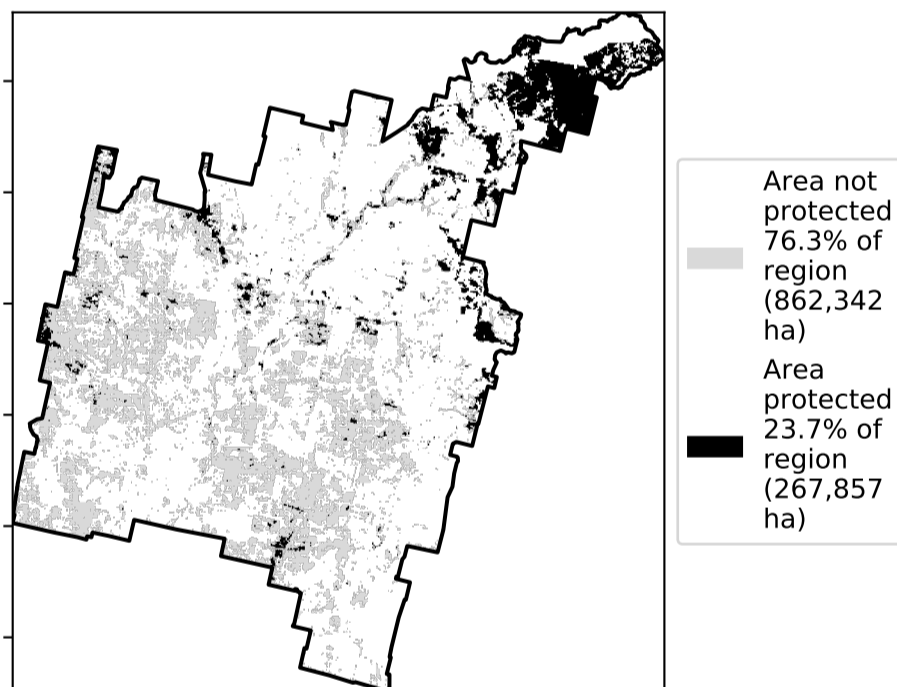 Area not
protected
76.3% of
region
(862,342
ha)
Area
protected
23.7% of
region
(267,857
ha)